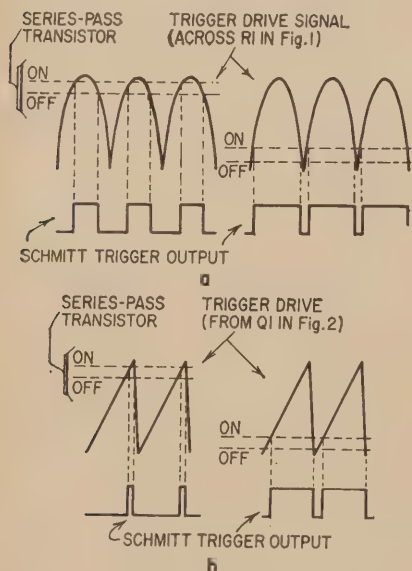 SERIES-PASS
TRANSISTOR
TRIGGER DRIVE SIGNAL
(ACROSS R1 IN Fig.1)
ON
OFF
ON
OFF
SCHMITT TRIGGER OUTPUT
a
SERIES-PASS
TRANSISTOR
TRIGGER DRIVE
(FROM Q1 IN Fig.2)
ON
OFF
ON
OFF
SCHMITT TRIGGER OUTPUT
b